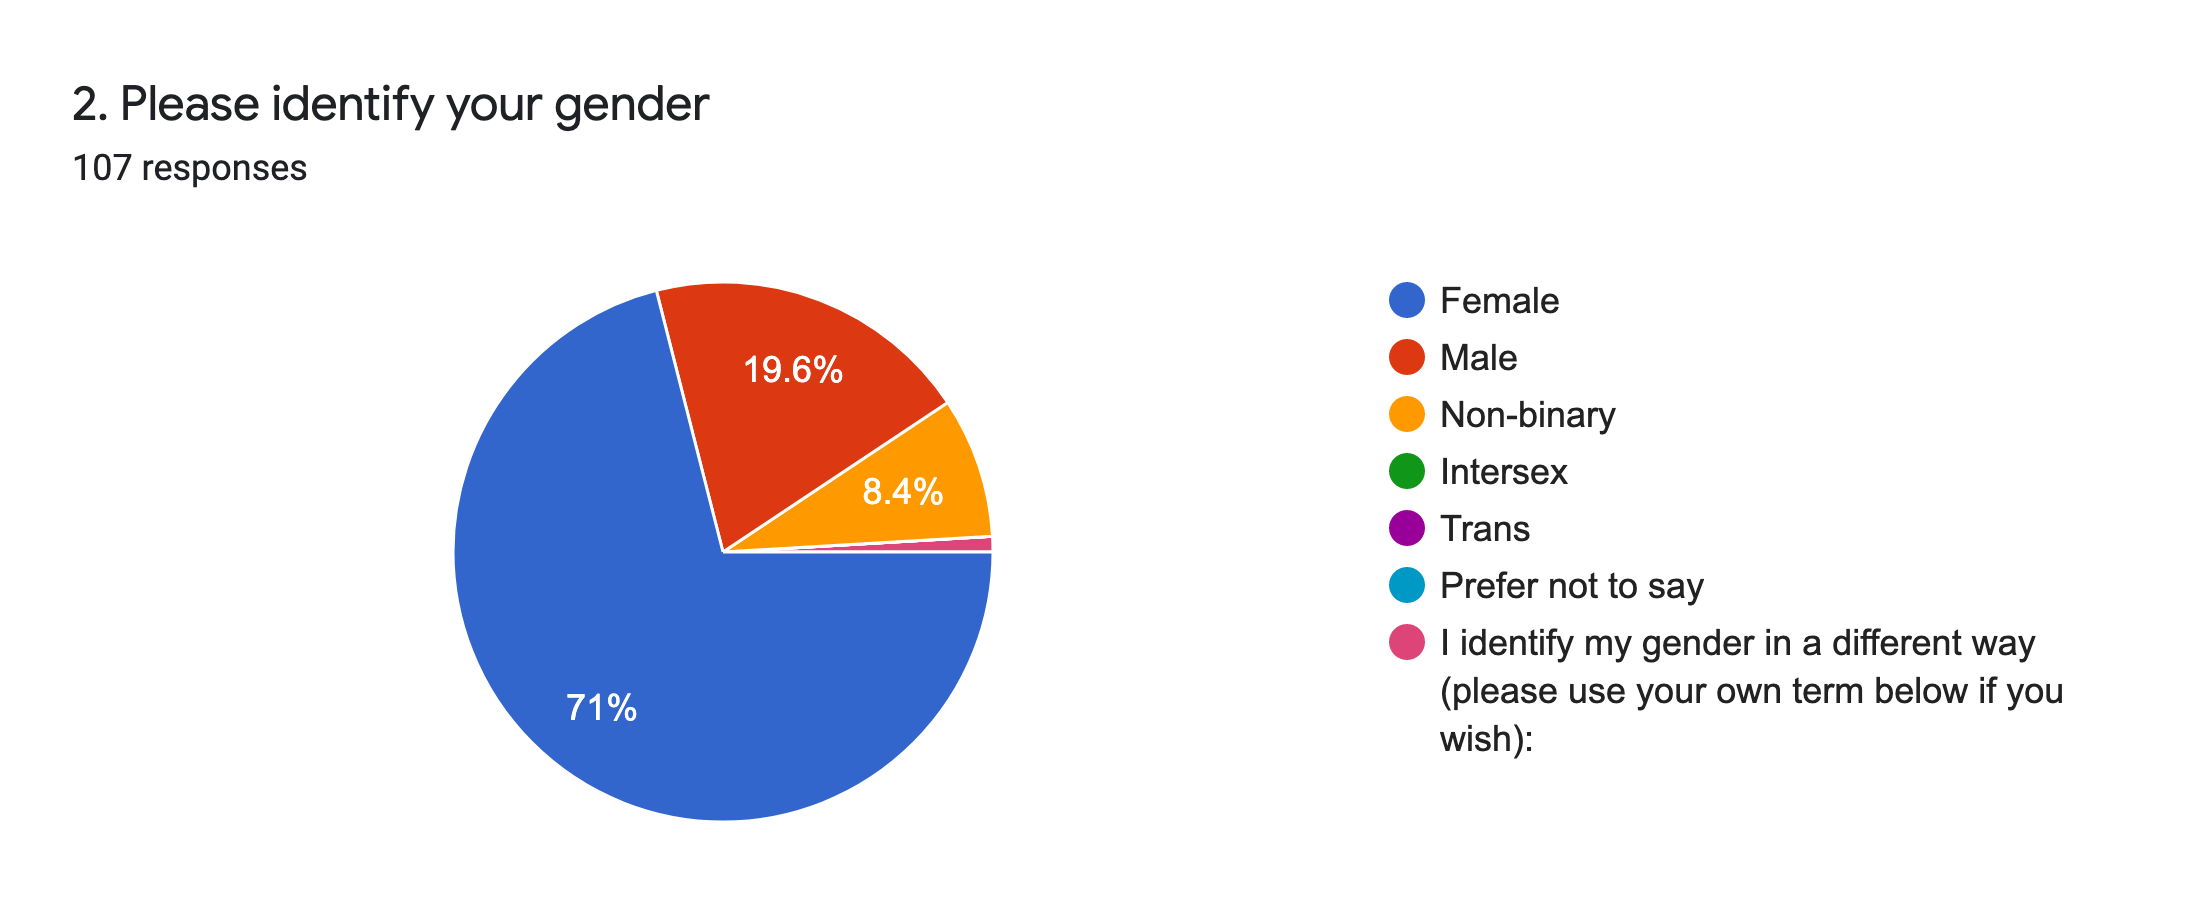 2. Please identify your gender
107 responses
19.6%
8.4%
71%
Female
Male
Non-binary
Intersex
Trans
Prefer not to say
I identify my gender in a different way
(please use your own term below if you
wish):